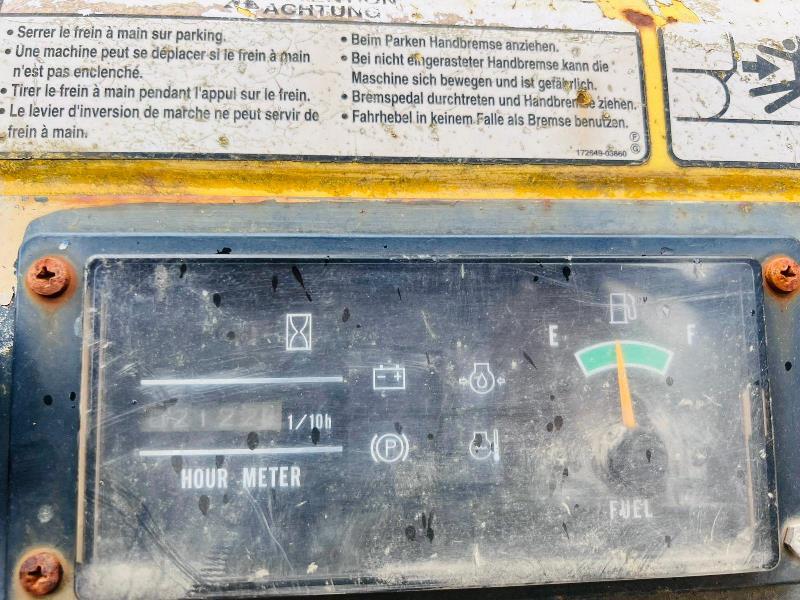 ACHTUNG
• Serrer le frein à main sur parking.
• Une machine peut se déplacer si le frein à main
n'est pas enclenché.
• Tirer le frein à main pendant l'appui sur le frein.
• Le levier d'inversion de marche ne peut servir de
frein à main.
• Beim Parken Handbremse anziehen.
• Bei nicht eingerasteter Handbremse kann die
Maschine sich bewegen und ist gefährlich.
• Bremspedal durchtreten und Handbremse ziehen.
• Fahrhebel in keinem Falle als Bremse benutzen.
F
G
172649-03860
E
F
1/10h
P
HOUR METER
FUEL